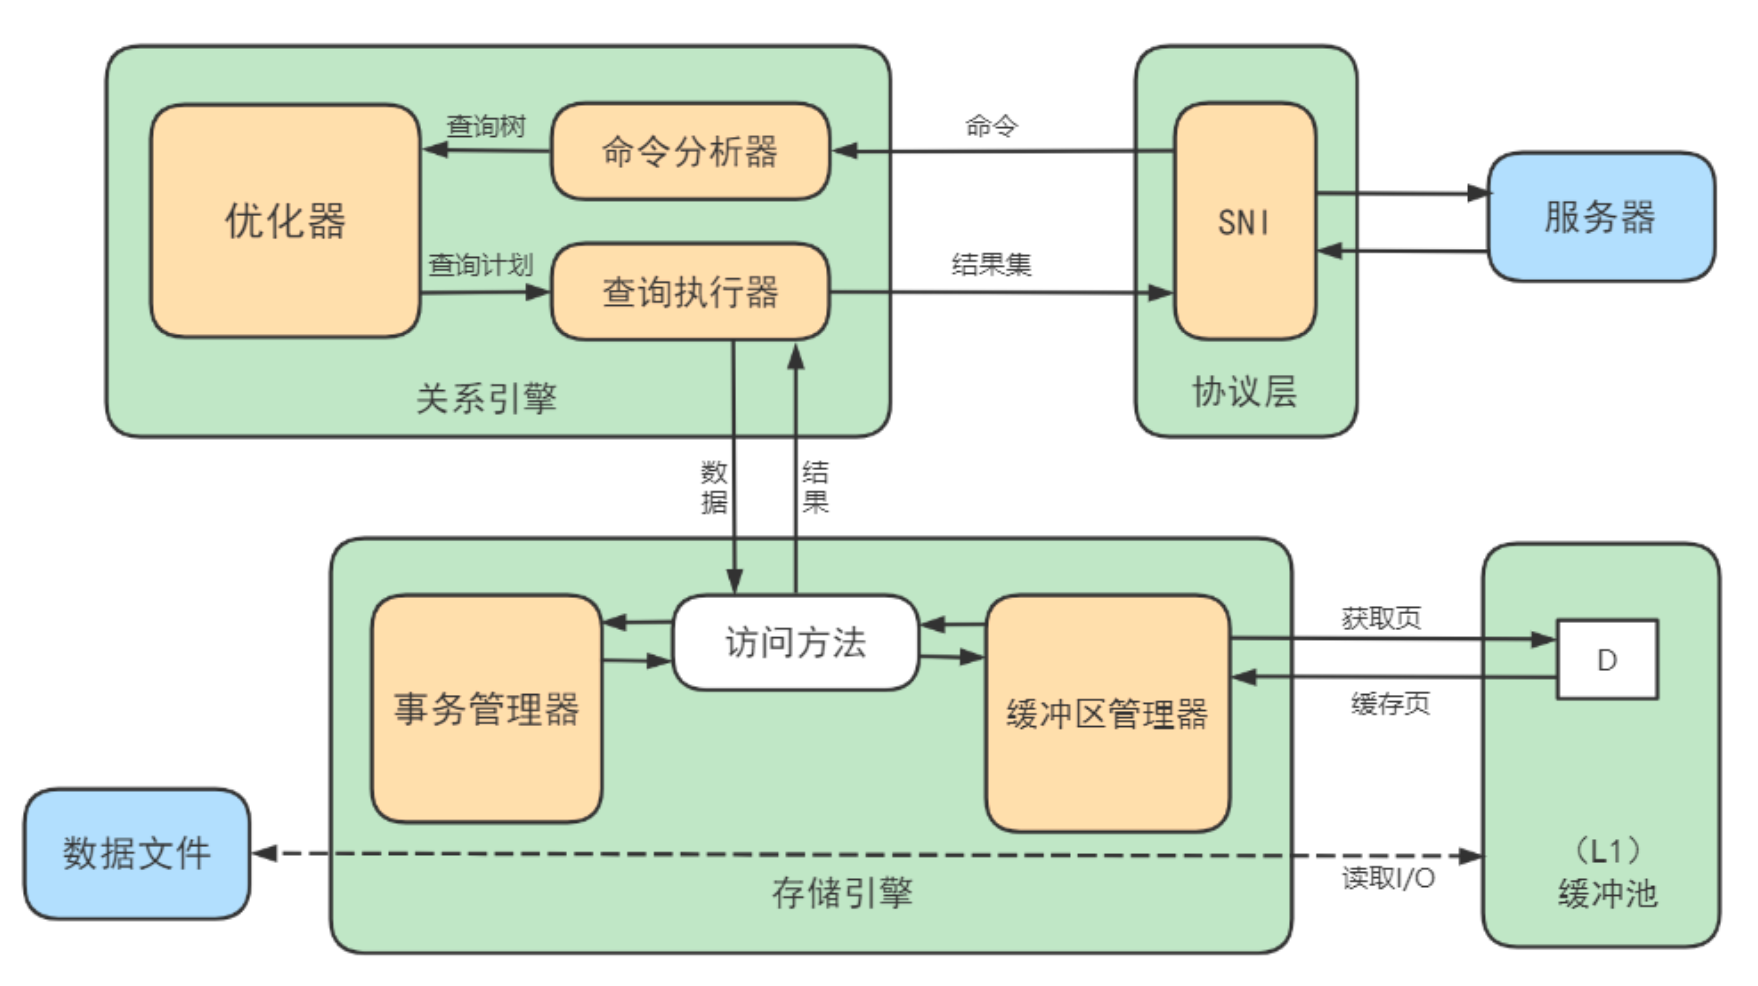 查询树
命令分析器
命令
优化器
SNI
服务器
查询计划
查询执行器
结果集
关系引擎
协议层
数
据
结
果
访问方法
获取页
D
事务管理器
缓冲区管理器
缓存页
数据文件
(L1)
缓冲池
读取I/O
存储引擎